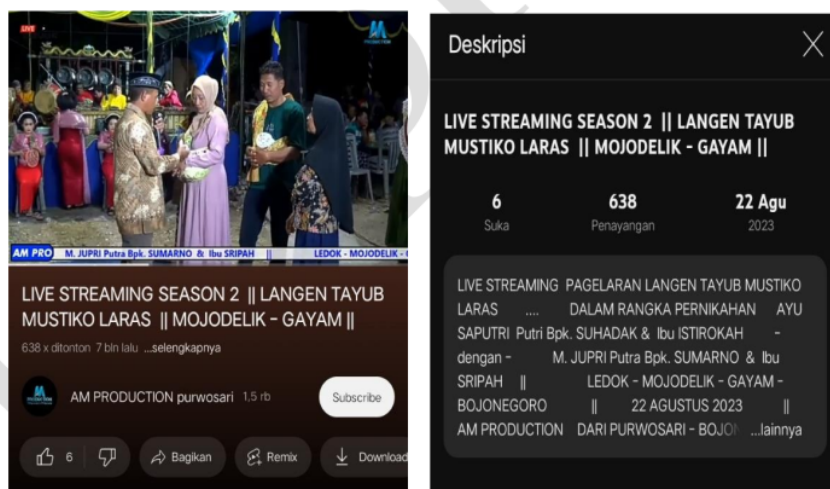 LIVE
PRODUCTION
AM PRO M. JUPRI Putra Bpk. SUMARNO & Ibu SRIPAH || LEDOK - MOJODELIK -
LIVE STREAMING SEASON 2 || LANGEN TAYUB
MUSTIKO LARAS || MOJODELIK – GAYAM ||
638 x ditonton 7 bln lalu ...selengkapnya
AM PRODUCTION purwosari 1,5 rb
Subscribe
6
Bagikan
Remix
Download
Deskripsi
LIVE STREAMING SEASON 2 || LANGEN TAYUB
MUSTIKO LARAS || MOJODELIK – GAYAM ||
6 638 22 Agu
Suka Penayangan 2023
LIVE STREAMING PAGELARAN LANGEN TAYUB MUSTIKO
LARAS .... DALAM RANGKA PERNIKAHAN AYU
SAPUTRI Putri Bpk. SUHADAK & Ibu ISTIROKAH -
dengan - M. JUPRI Putra Bpk. SUMARNO & Ibu
SRIPAH || LEDOK - MOJODELIK - GAYAM -
BOJONEGORO || 22 AGUSTUS 2023 ||
AM PRODUCTION DARI PURWOSARI - BOJON ...lainnya